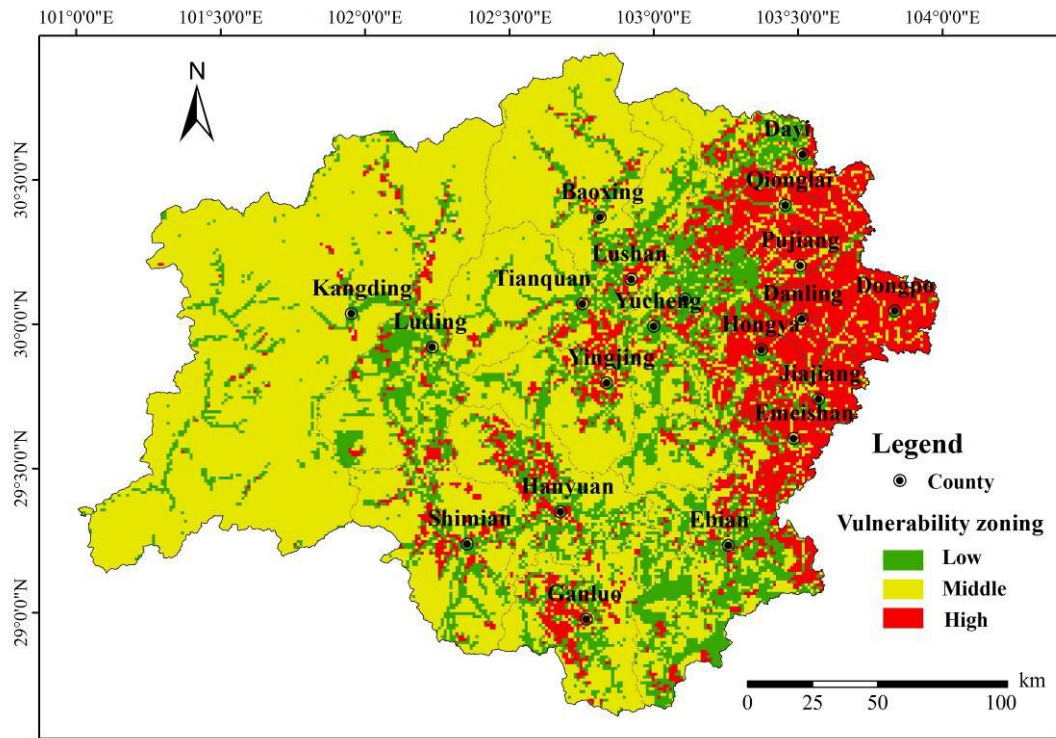 101°0'0"E 101°30'0"E 102°0'0"E 102°30'0"E 103°0'0"E 103°30'0"E 104°0'0"E
N
30°30'0"N
30°0'0"N
29°30'0"N
29°0'0"N
Dayi
Qionglai
Baoxing
Pujiang
Lushan
Tianquan
Kangding
Yucheng
Danling
Dongpo
Luding
Hongya
Yingjing
Jiajiang
Emeishan
Hanyuan
Shimian
Ebian
Ganluo
Legend
County
Vulnerability zoning
Low
Middle
High
km
0 25 50 100